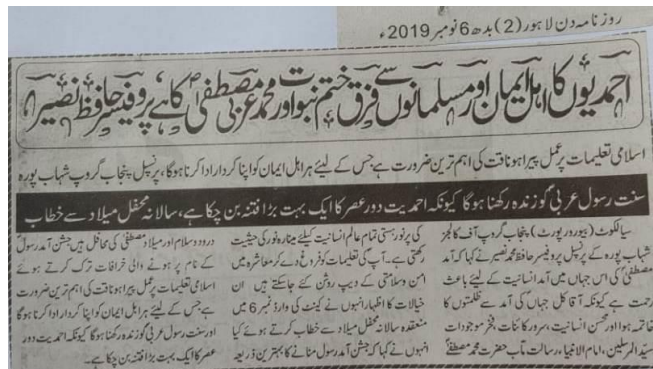 روزنامہ دن لاہور (2) بدھ 6 نومبر 2019ء
احمدیوں کا اہل ایمان اور مسلمانوں سے فرق ختم نبوت اور محمد عربی مصطفیٰؐ کا ہے، پروفیسر حافظ نصیر
اسلامی تعلیمات پر عمل پیرا ہونا وقت کی اہم ترین ضرورت ہے جس کے لیئے ہر اہل ایمان کو اپنا کردار ادا کرنا ہوگا، پرنسپل پنجاب گروپ شہاب پورہ
سنت رسول عربی کو زندہ رکھنا ہوگا کیونکہ احمدیت دور عصر کا ایک بہت بڑا فتنہ بن چکا ہے، سالانہ محفل میلاد سے خطاب
سیالکوٹ (بیورو رپورٹ) پنجاب گروپ آف کالجز
شہاب پورہ کے پرنسپل پروفیسر حافظ محمد نصیر نے کہا کہ آمد
مصطفیٰؐ کی اس جہاں میں آمد انسانیت کے لیئے باعث
رحمت ہے کیونکہ آقا کل جہاں کی آمد سے ظلمتوں کا
خاتمہ ہوا اور محسن انسانیت، سرور کائنات، فخر موجودات
سید المرسلین، امام الانبیاء، رسالت مآب حضرت محمد مصطفیٰؐ
کی پرنور ہستی تمام عالم انسانیت کیلئے مینارہ نور کی حیثیت
رکھتی ہے۔ آپ کی تعلیمات کو فروغ دے کر معاشرہ میں
امن وسلامتی کے دیپ روشن کئے جاسکتے ہیں ان
خیالات کا اظہار انہوں نے کینٹ کی وارڈ نمبر 6 میں
منعقدہ سالانہ محفل میلاد سے خطاب کرتے ہوئے کیا
انہوں نے کہا کہ جشن آمد رسول منانے کا بہترین ذریعہ
درود و سلام اور میلاد مصطفیٰؐ کی محافل ہیں جشن آمد رسولؐ
کے نام پر ہونے والی خرافات ترک کرتے ہوئے
اسلامی تعلیمات پر عمل پیرا ہونا وقت کی اہم ترین ضرورت
ہے جس کے لیئے ہر اہل ایمان کو اپنا کردار ادا کرنا ہوگا
اور سنت رسول عربی کو زندہ رکھنا ہوگا کیونکہ احمدیت دور
عصر کا ایک بہت بڑا فتنہ بن چکا ہے۔